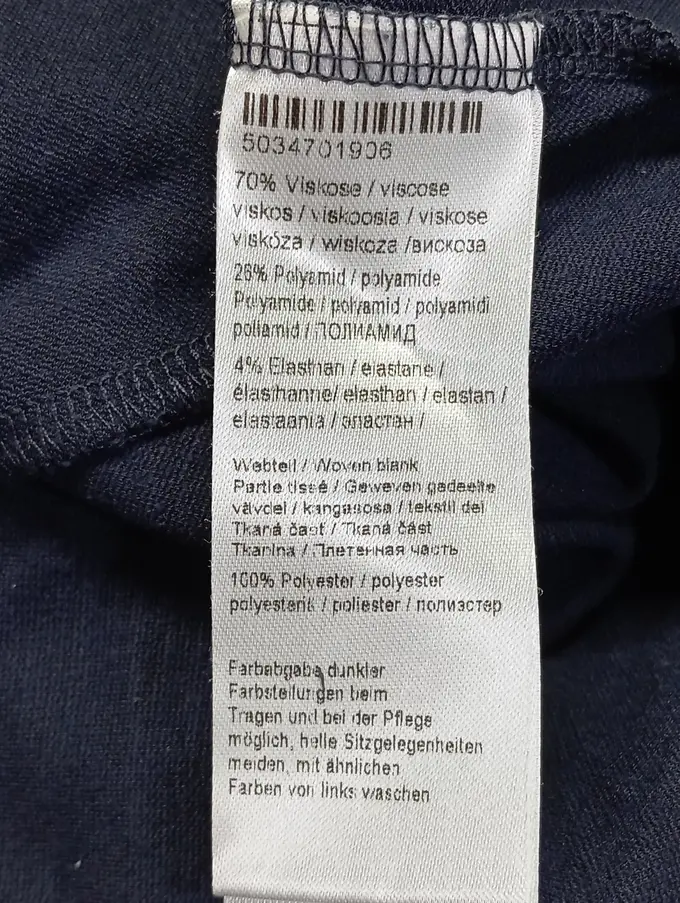 5034701906
70% Viskose / viscose
viskos / viskoosia / viskose
viskóza / wiskoza /вискоза
26% Polyamid / polyamide
Polyamide / polyamid / polyamidi
poliamid / ПОЛИАМИД
4% Elasthan / elastane /
élasthanne/ elasthan / elastan /
elastaania / эластан /
Webteil / Woven blank
Partie tissé / Geweven gedeelte
vävdel / kangasosa / tekstil del
Tkaná část / Tkaná časť
Tkanina / Плетенная часть
100% Polyester / polyester
polyesteriä / poliester / полиэстер
Farbabgabe dunkler
Farbstellungen beim
Tragen und bei der Pflege
möglich, helle Sitzgelegenheiten
meiden, mit ähnlichen
Farben von links waschen